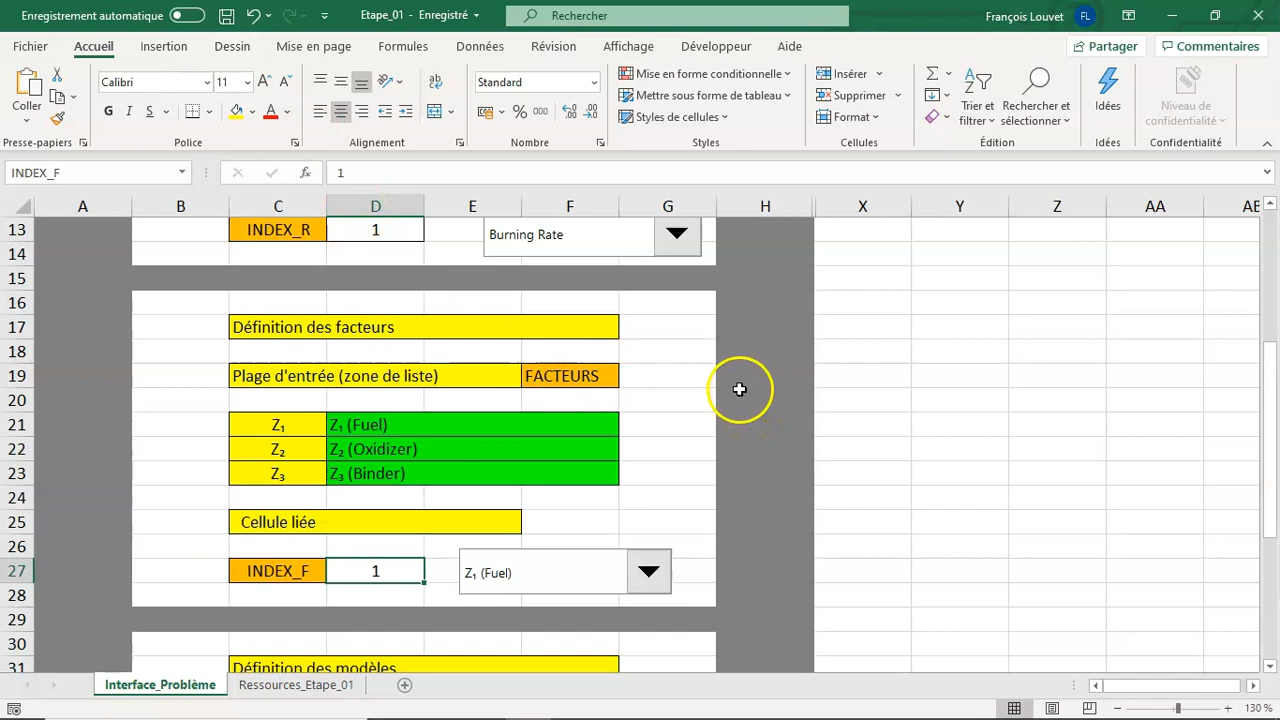 Enregistrement automatique
Etape_01 - Enregistré
Rechercher
François Louvet
FL
Fichier Accueil Insertion Dessin Mise en page Formules Données Révision Affichage Développeur Aide
Partager
Commentaires
Coller
Calibri
11
G I S
Standard
Mise en forme conditionnelle
Mettre sous forme de tableau
Styles de cellules
Insérer
Supprimer
Format
Trier et filtrer
Rechercher et sélectionner
Idées
Niveau de confidentialité
Presse-papiers Police Alignement Nombre Styles Cellules Édition Idées Confidentialité
INDEX_F
fx
1
A B C D E F G H X Y Z AA AB
13 INDEX_R 1 Burning Rate
14
15
16
17 Définition des facteurs
18
19 Plage d'entrée (zone de liste) FACTEURS
20
21 Z₁ Z₁ (Fuel)
22 Z₂ Z₂ (Oxidizer)
23 Z₃ Z₃ (Binder)
24
25 Cellule liée
26
27 INDEX_F 1 Z₁ (Fuel)
28
29
30
31 Définition des modèles
Interface_Problème
Ressources_Etape_01
130 %